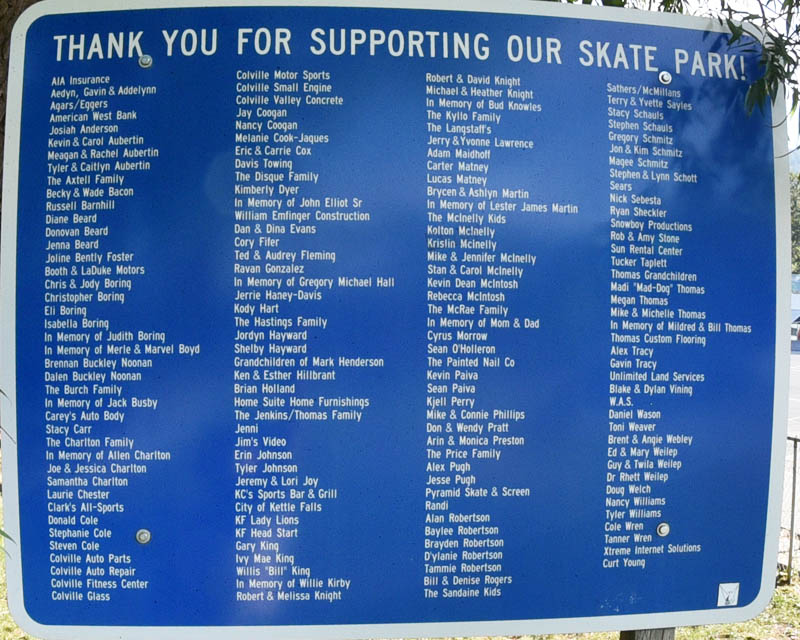 THANK YOU FOR SUPPORTING OUR SKATE PARK!
AIA Insurance
Aedyn, Gavin & Addelynn
Agars/Eggers
American West Bank
Josiah Anderson
Kevin & Carol Aubertin
Meagan & Rachel Aubertin
Tyler & Caitlyn Aubertin
The Axtell Family
Becky & Wade Bacon
Russell Barnhill
Diane Beard
Donovan Beard
Jenna Beard
Joline Bently Foster
Booth & LaDuke Motors
Chris & Jody Boring
Christopher Boring
Eli Boring
Isabella Boring
In Memory of Judith Boring
In Memory of Merle & Marvel Boyd
Brennan Buckley Noonan
Dalen Buckley Noonan
The Burch Family
In Memory of Jack Busby
Carey's Auto Body
Stacy Carr
The Charlton Family
In Memory of Allen Charlton
Joe & Jessica Charlton
Samantha Charlton
Laurie Chester
Clark's All-Sports
Donald Cole
Stephanie Cole
Steven Cole
Colville Auto Parts
Colville Auto Repair
Colville Fitness Center
Colville Glass
Colville Motor Sports
Colville Small Engine
Colville Valley Concrete
Jay Coogan
Nancy Coogan
Melanie Cook-Jaques
Eric & Carrie Cox
Davis Towing
The Disque Family
Kimberly Dyer
In Memory of John Elliot Sr
William Emfinger Construction
Dan & Dina Evans
Cory Fifer
Ted & Audrey Fleming
Ravan Gonzalez
In Memory of Gregory Michael Hall
Jerrie Haney-Davis
Kody Hart
The Hastings Family
Jordyn Hayward
Shelby Hayward
Grandchildren of Mark Henderson
Ken & Esther Hillbrant
Brian Holland
Home Suite Home Furnishings
The Jenkins/Thomas Family
Jenni
Jim's Video
Erin Johnson
Tyler Johnson
Jeremy & Lori Joy
KC's Sports Bar & Grill
City of Kettle Falls
KF Lady Lions
KF Head Start
Gary King
Ivy Mae King
Willis "Bill" King
In Memory of Willie Kirby
Robert & Melissa Knight
Robert & David Knight
Michael & Heather Knight
In Memory of Bud Knowles
The Kyllo Family
The Langstaff's
Jerry & Yvonne Lawrence
Adam Maidhoff
Carter Matney
Lucas Matney
Brycen & Ashlyn Martin
In Memory of Lester James Martin
The McInelly Kids
Kolton McInelly
Krislin McInelly
Mike & Jennifer McInelly
Stan & Carol McInelly
Kevin Dean McIntosh
Rebecca McIntosh
The McRae Family
In Memory of Mom & Dad
Cyrus Morrow
Sean O'Holleron
The Painted Nail Co
Kevin Paiva
Sean Paiva
Kjell Perry
Mike & Connie Phillips
Don & Wendy Pratt
Arin & Monica Preston
The Price Family
Alex Pugh
Jesse Pugh
Pyramid Skate & Screen
Randi
Alan Robertson
Baylee Robertson
Brayden Robertson
D'ylanie Robertson
Tammie Robertson
Bill & Denise Rogers
The Sandaine Kids
Sathers/McMillans
Terry & Yvette Sayles
Stacy Schauls
Stephen Schauls
Gregory Schmitz
Jon & Kim Schmitz
Magee Schmitz
Stephen & Lynn Schott
Sears
Nick Sebesta
Ryan Sheckler
Snowboy Productions
Rob & Amy Stone
Sun Rental Center
Tucker Taplett
Thomas Grandchildren
Madi "Mad-Dog" Thomas
Megan Thomas
Mike & Michelle Thomas
In Memory of Mildred & Bill Thomas
Thomas Custom Flooring
Alex Tracy
Gavin Tracy
Unlimited Land Services
Blake & Dylan Vining
W.A.S.
Daniel Wason
Toni Weaver
Brent & Angie Webley
Ed & Mary Weilep
Guy & Twila Weilep
Dr Rhett Weilep
Doug Welch
Nancy Williams
Tyler Williams
Cole Wren
Tanner Wren
Xtreme Internet Solutions
Curt Young